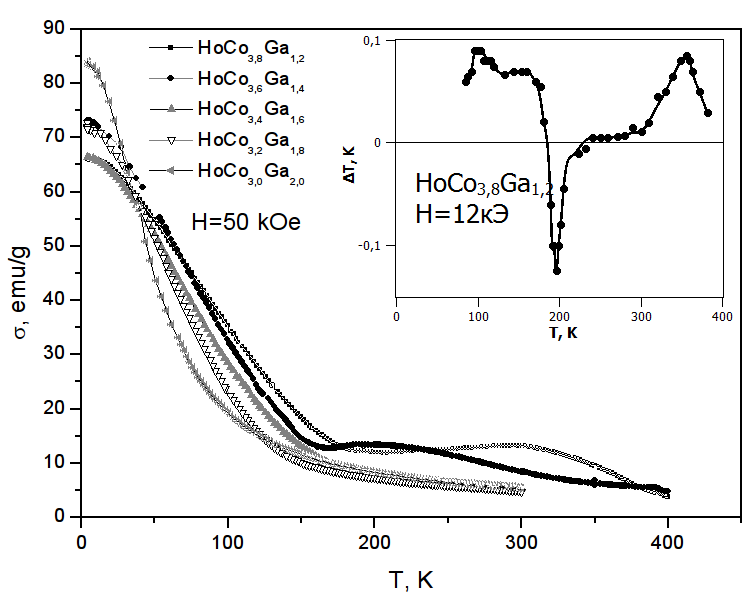 90
80
70
60
50
40
30
20
10
0
σ, emu/g
0
100
200
300
400
T, K
HoCo3,8Ga1,2
HoCo3,6Ga1,4
HoCo3,4Ga1,6
HoCo3,2Ga1,8
HoCo3,0Ga2,0
H=50 kOe
0,1
0
-0,1
ΔT, K
HoCo3,8Ga1,2
H=12кЭ
0
100
200
300
400
T, K